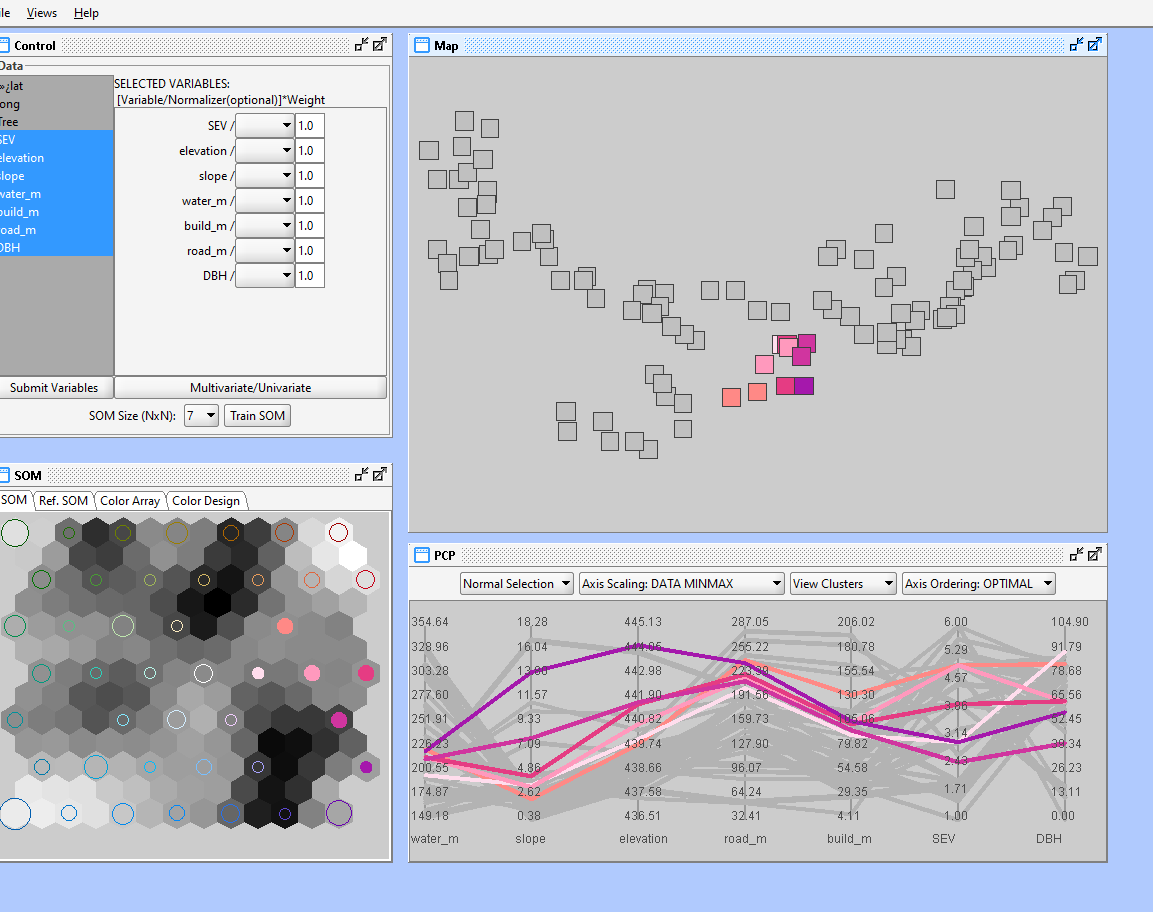 ile Views Help
Control
Data
»¿lat
ong
Tree
SEV
elevation
slope
water_m
build_m
road_m
DBH
SELECTED VARIABLES:
[Variable/Normalizer(optional)]*Weight
SEV / 1.0
elevation / 1.0
slope / 1.0
water_m / 1.0
build_m / 1.0
road_m / 1.0
DBH / 1.0
Submit Variables Multivariate/Univariate
SOM Size (NxN): 7 Train SOM
SOM
SOM Ref. SOM Color Array Color Design
Map
PCP
Normal Selection Axis Scaling: DATA MINMAX View Clusters Axis Ordering: OPTIMAL
354.64 18.28 445.13 287.05 206.02 6.00 104.90
328.96 16.04 255.22 180.78 5.29 91.79
303.28 442.98 155.54 4.57 78.68
277.60 11.57 441.90 191.56 130.30 3.86 65.56
251.91 9.33 440.82 159.73 3.14 52.45
226.23 7.09 439.74 127.90 79.82 2.43 39.34
200.55 4.86 438.66 96.07 54.58 1.71 26.23
174.87 2.62 437.58 64.24 29.35 13.11
149.18 0.38 436.51 32.41 4.11 1.00 0.00
water_m slope elevation road_m build_m SEV DBH